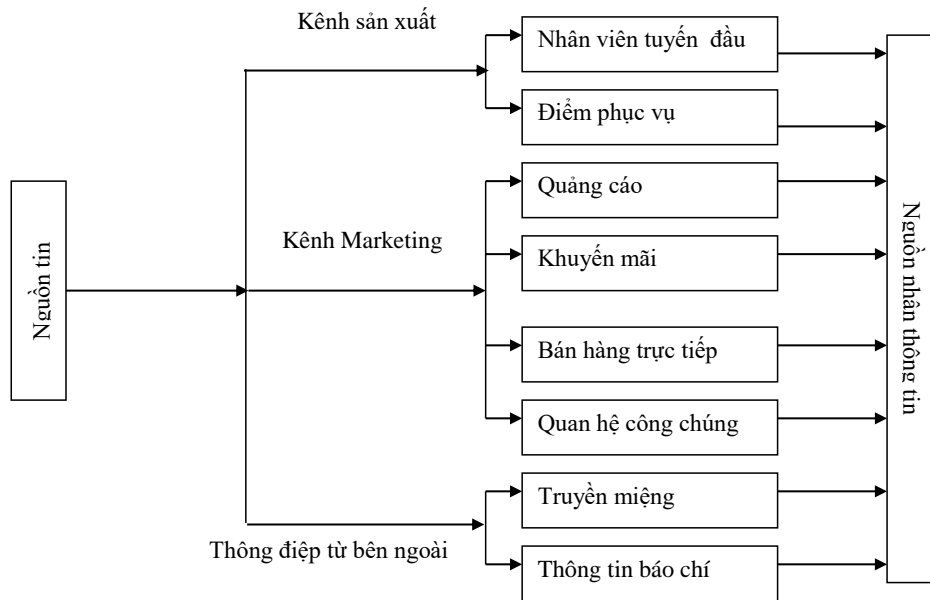 Kênh sản xuất
Nhân viên tuyến đầu
Điểm phục vụ
Quảng cáo
Kênh Marketing
Khuyến mãi
Nguồn tin
Nguồn nhân thông tin
Bán hàng trực tiếp
Quan hệ công chúng
Truyền miệng
Thông điệp từ bên ngoài
Thông tin báo chí